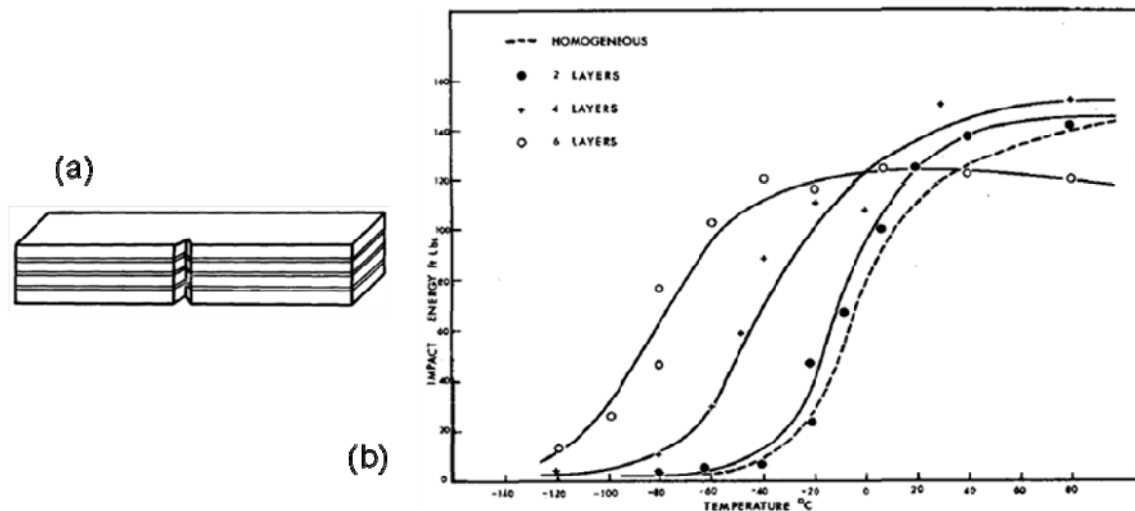 (a)
(b)
HOMOGENIOUS
2 LAYERS
4 LAYERS
6 LAYERS
IMPACT ENERGY ft Lbs
160
140
120
100
80
60
40
20
-140 -120 -100 -80 -60 -40 -20 0 20 40 60 80
TEMPERATURE °C